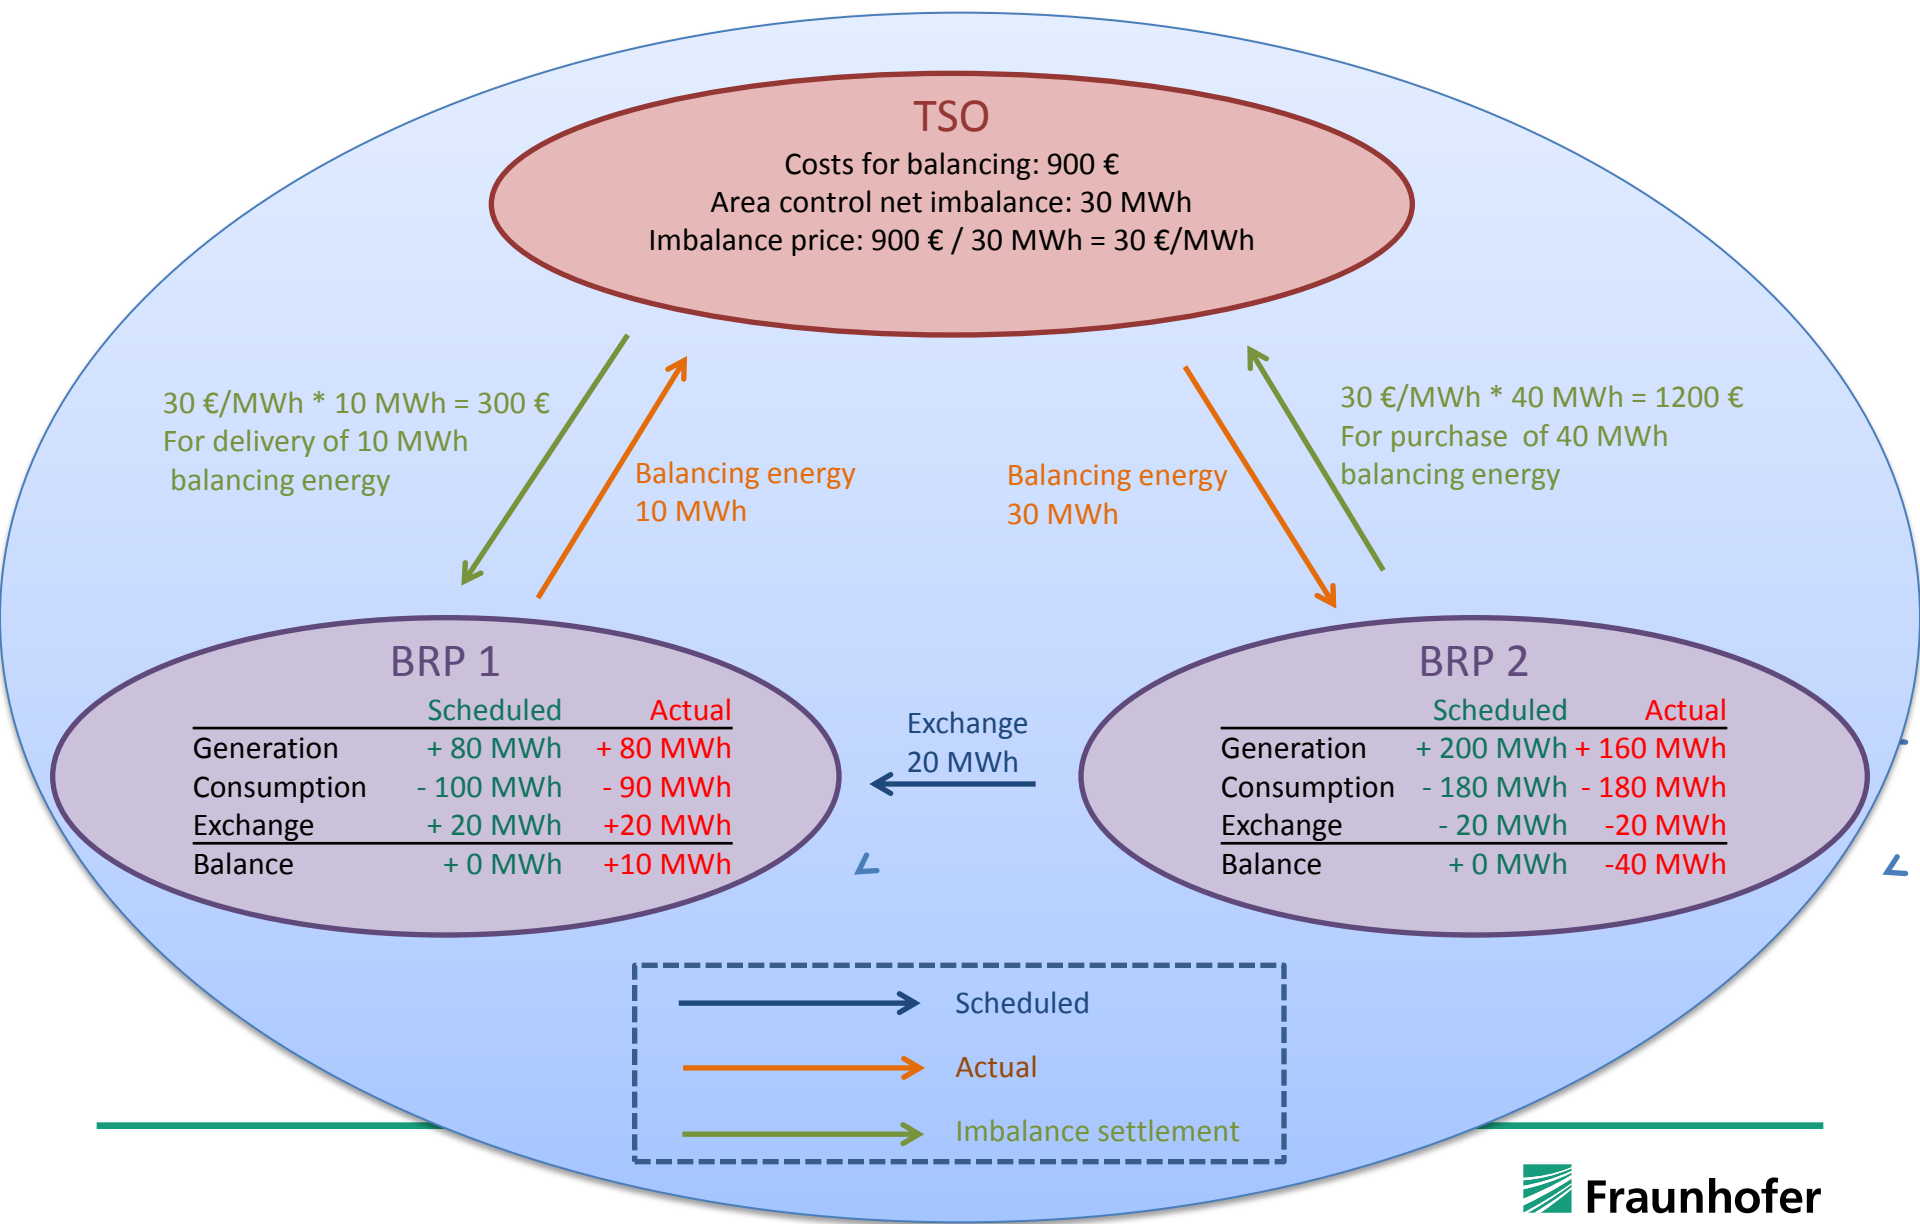 TSO
Costs for balancing: 900 €
Area control net imbalance: 30 MWh
Imbalance price: 900 € / 30 MWh = 30 €/MWh
30 €/MWh * 10 MWh = 300 €
For delivery of 10 MWh
balancing energy
Balancing energy
10 MWh
Balancing energy
30 MWh
30 €/MWh * 40 MWh = 1200 €
For purchase of 40 MWh
balancing energy
BRP 1
Scheduled Actual
Generation + 80 MWh + 80 MWh
Consumption - 100 MWh - 90 MWh
Exchange + 20 MWh +20 MWh
Balance + 0 MWh +10 MWh
Exchange
20 MWh
BRP 2
Scheduled Actual
Generation + 200 MWh + 160 MWh
Consumption - 180 MWh - 180 MWh
Exchange - 20 MWh -20 MWh
Balance + 0 MWh -40 MWh
Scheduled
Actual
Imbalance settlement
Fraunhofer